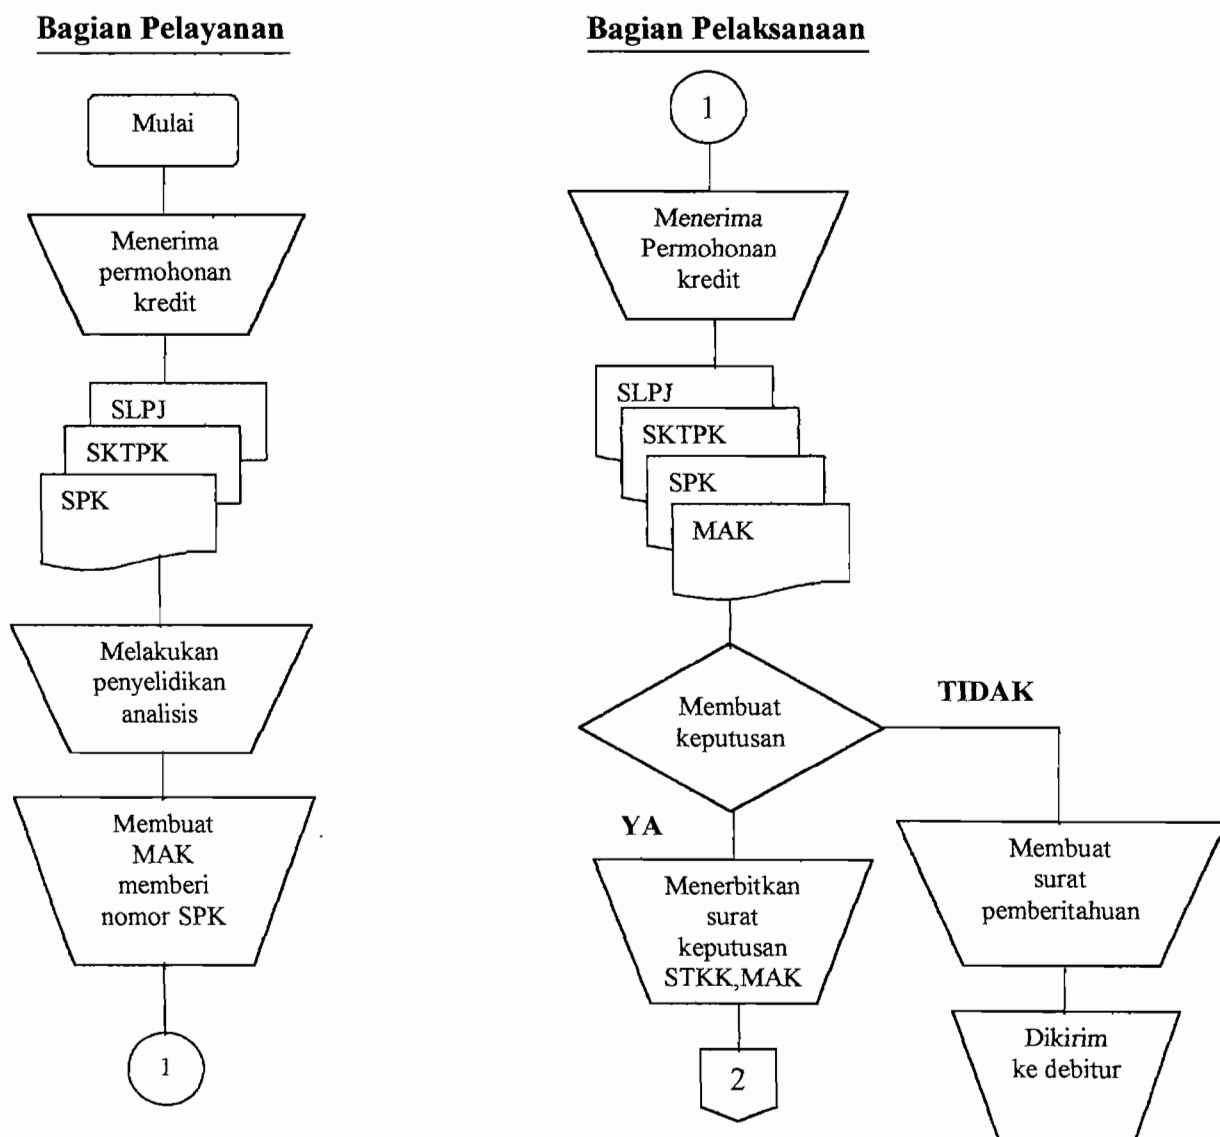 Bagian Pelayanan
Mulai
Menerima
permohonan
kredit
SLPJ
SKTPK
SPK
Melakukan
penyelidikan
analisis
Membuat
MAK
memberi
nomor SPK
1
Bagian Pelaksanaan
1
Menerima
Permohonan
kredit
SLPJ
SKTPK
SPK
MAK
Membuat
keputusan
TIDAK
YA
Menerbitkan
surat
keputusan
STKK,MAK
2
Membuat
surat
pemberitahuan
Dikirim
ke debitur